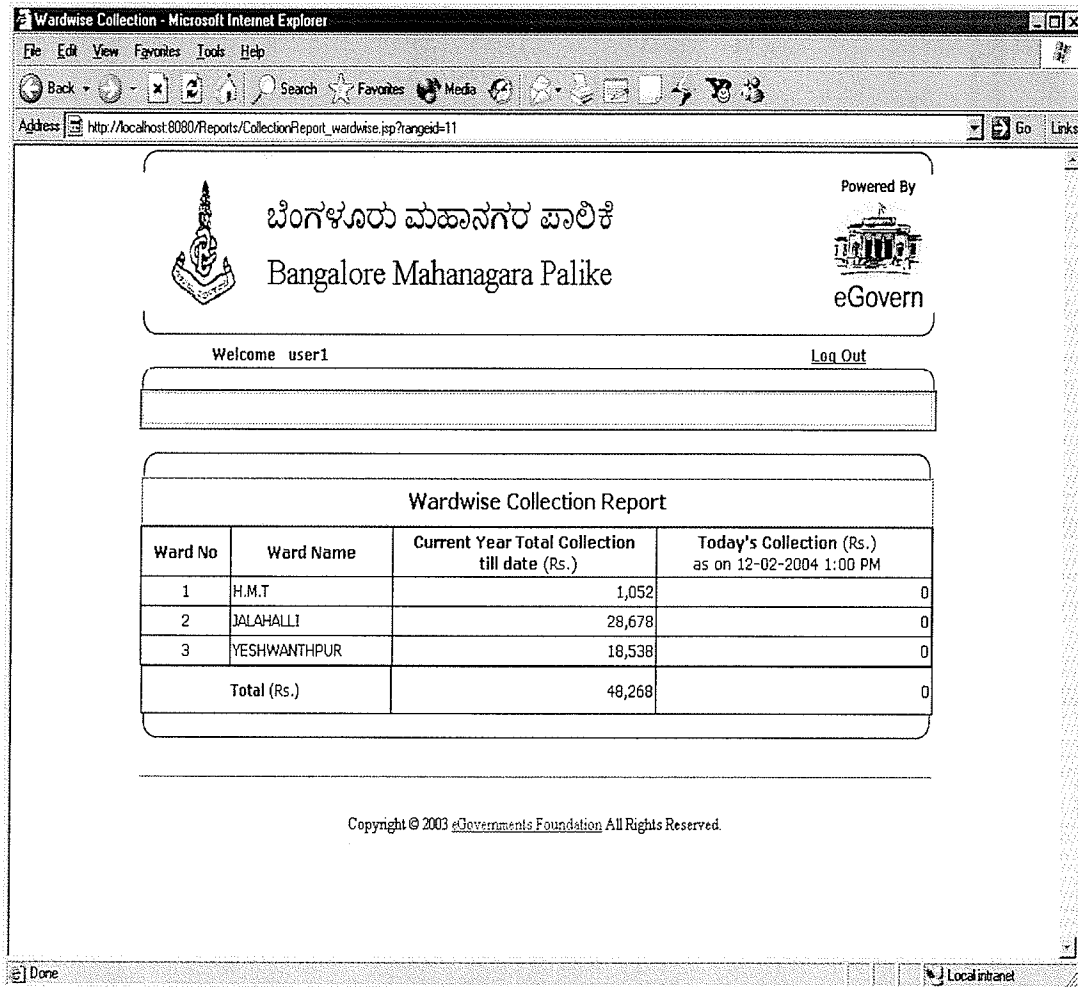 Wardwise Collection - Microsoft Internet Explorer
File Edit View Favorites Tools Help
Back Search Favorites Media
Address http://localhost:8080/Reports/CollectionReport_wardwise.jsp?rangeid=11 Go Links
ಬೆಂಗಳೂರು ಮಹಾನಗರ ಪಾಲಿಕೆ
Bangalore Mahanagara Palike
Powered By
eGovern
Welcome user1 Log Out
Wardwise Collection Report
Ward No Ward Name Current Year Total Collection till date (Rs.) Today's Collection (Rs.) as on 12-02-2004 1:00 PM
1 H.M.T 1,052 0
2 JALAHALLI 28,678 0
3 YESHWANTHPUR 18,538 0
Total (Rs.) 48,268 0
Copyright © 2003 eGovernments Foundation All Rights Reserved.
Done Local intranet